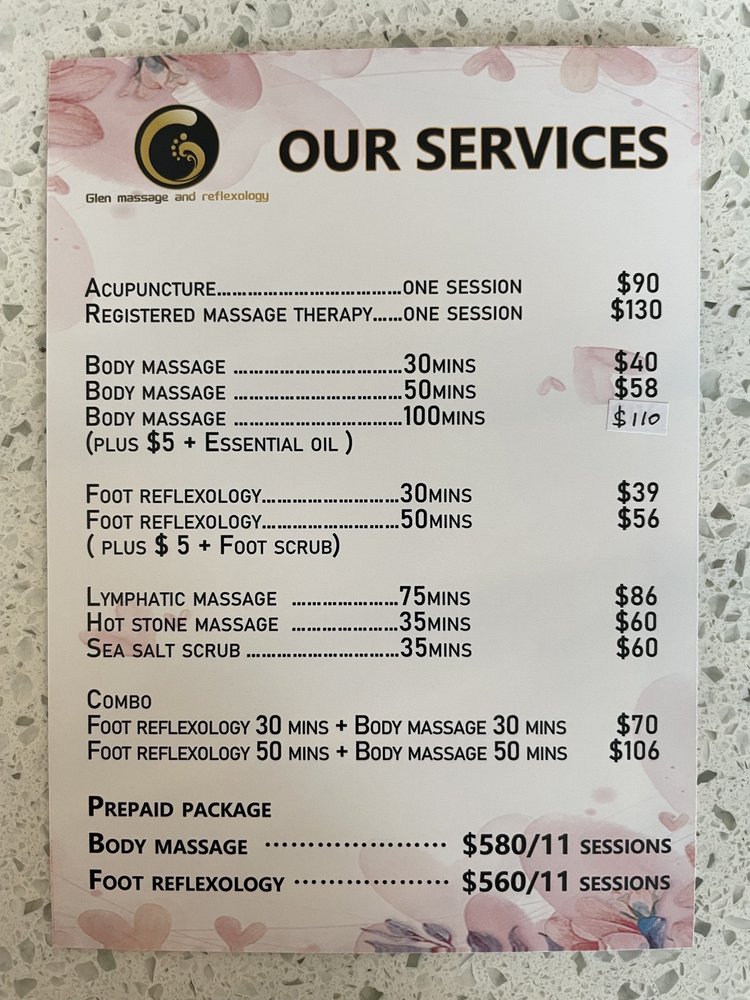 Glen massage and reflexology
OUR SERVICES
ACUPUNCTURE....................................ONE SESSION $90
REGISTERED MASSAGE THERAPY......ONE SESSION $130
BODY MASSAGE ..................................30MINS $40
BODY MASSAGE ..................................50MINS $58
BODY MASSAGE ..................................100MINS $110
(PLUS $5 + ESSENTIAL OIL )
FOOT REFLEXOLOGY............................30MINS $39
FOOT REFLEXOLOGY............................50MINS $56
( PLUS $ 5 + FOOT SCRUB)
LYMPHATIC MASSAGE .....................75MINS $86
HOT STONE MASSAGE .....................35MINS $60
SEA SALT SCRUB ..............................35MINS $60
COMBO
FOOT REFLEXOLOGY 30 MINS + BODY MASSAGE 30 MINS $70
FOOT REFLEXOLOGY 50 MINS + BODY MASSAGE 50 MINS $106
PREPAID PACKAGE
BODY MASSAGE ····················· $580/11 SESSIONS
FOOT REFLEXOLOGY ·················· $560/11 SESSIONS